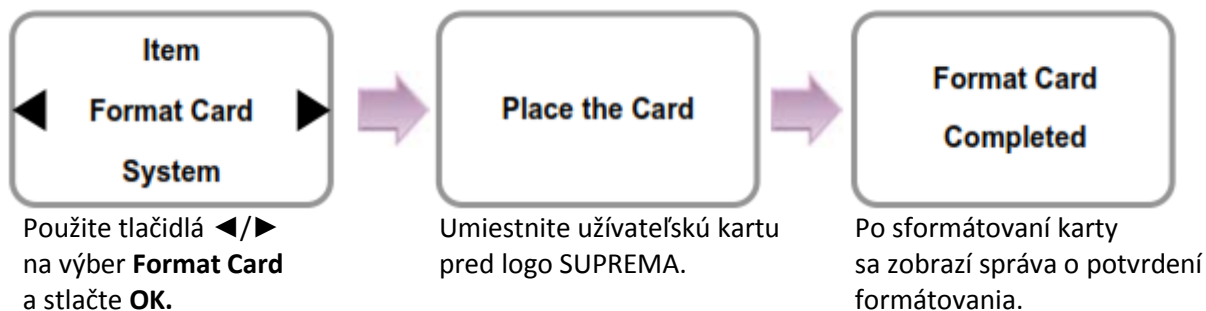 Item
◄ Format Card ►
System
Place the Card
Format Card
Completed
Použite tlačidlá ◄/►
na výber Format Card
a stlačte OK.
Umiestnite užívateľskú kartu
pred logo SUPREMA.
Po sformátovaní karty
sa zobrazí správa o potvrdení
formátovania.